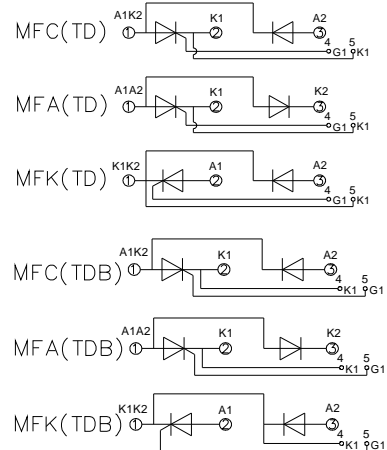 MFC(TD) A1K2 1 K1 2 A2 3 4 G1 5 K1
MFA(TD) A1A2 1 K1 2 K2 3 4 G1 5 K1
MFK(TD) K1K2 1 A1 2 A2 3 4 G1 5 K1
MFC(TDB) A1K2 1 K1 2 A2 3 4 K1 5 G1
MFA(TDB) A1A2 1 K1 2 K2 3 4 K1 5 G1
MFK(TDB) K1K2 1 A1 2 A2 3 4 K1 5 G1